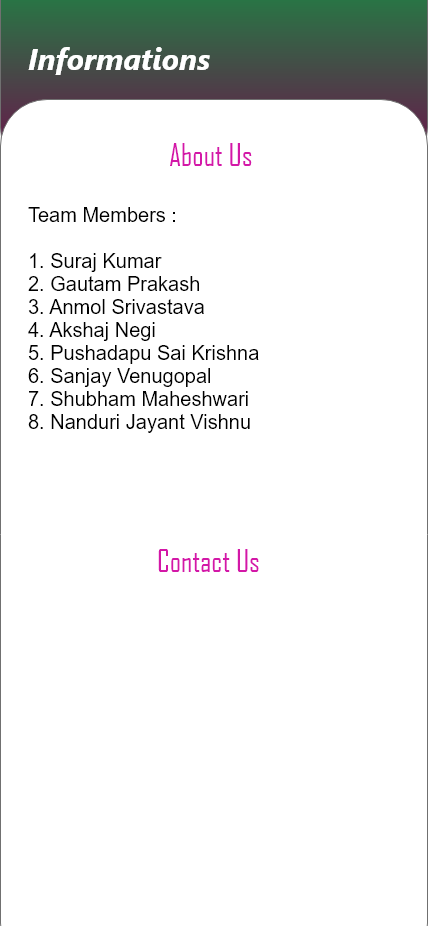 Informations
About Us
Team Members :
1. Suraj Kumar
2. Gautam Prakash
3. Anmol Srivastava
4. Akshaj Negi
5. Pushadapu Sai Krishna
6. Sanjay Venugopal
7. Shubham Maheshwari
8. Nanduri Jayant Vishnu
Contact Us